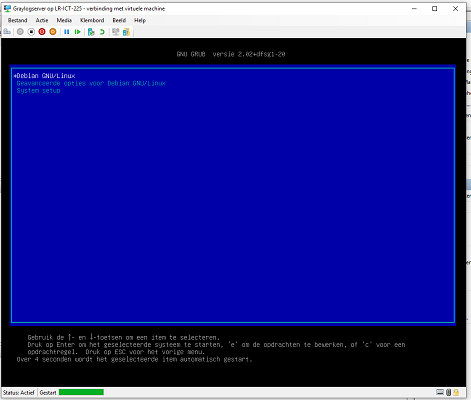 Graylogserver op LR-ICT-225 - verbinding met virtuele machine
Bestand Actie Media Klembord Beeld Help
GNU GRUB versie 2.02+dfsg1-20
*Debian GNU/Linux
Geavanceerde opties voor Debian GNU/Linux
System setup
Gebruik de ↑- en ↓-toetsen om een item te selecteren.
Druk op Enter om het geselecteerde systeem te starten, 'e' om de opdrachten te bewerken, of 'c' voor een
opdrachtregel. Druk op ESC voor het vorige menu.
Over 4 seconden wordt het geselecteerde item automatisch gestart.
Status: Actief Gestart